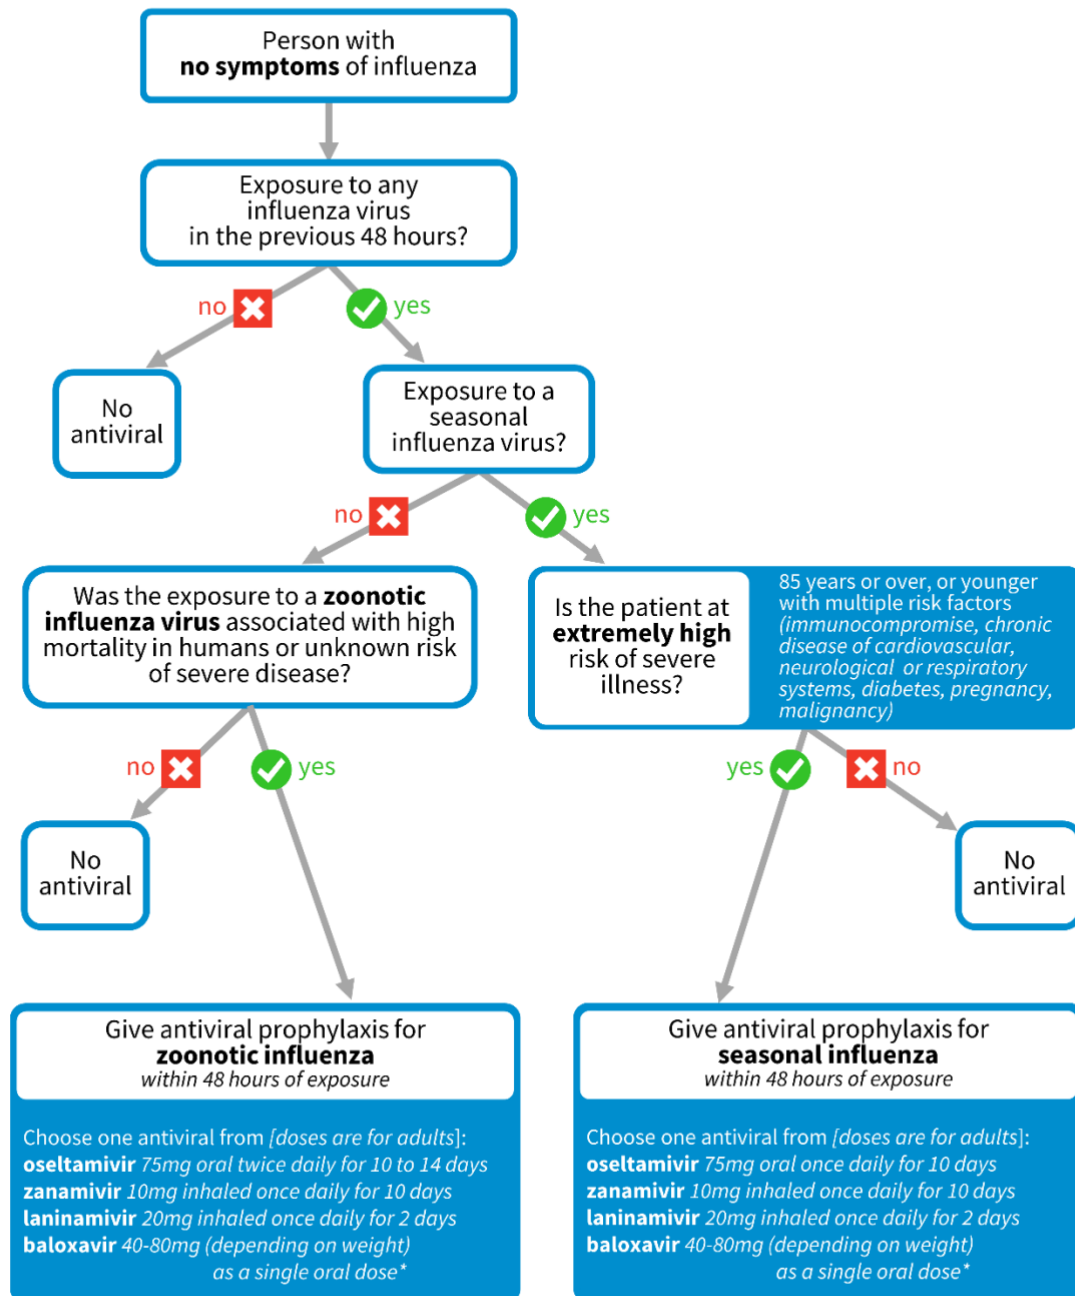 Person with
no symptoms of influenza
Exposure to any
influenza virus
in the previous 48 hours?
no
yes
No
antiviral
Exposure to a
seasonal
influenza virus?
no
yes
Was the exposure to a zoonotic
influenza virus associated with high
mortality in humans or unknown risk
of severe disease?
Is the patient at
extremely high
risk of severe
illness?
85 years or over, or younger
with multiple risk factors
(immunocompromise, chronic
disease of cardiovascular,
neurological or respiratory
systems, diabetes, pregnancy,
malignancy)
no
yes
yes
no
No
antiviral
No
antiviral
Give antiviral prophylaxis for
zoonotic influenza
within 48 hours of exposure
Choose one antiviral from [doses are for adults]:
oseltamivir 75mg oral twice daily for 10 to 14 days
zanamivir 10mg inhaled once daily for 10 days
laninamivir 20mg inhaled once daily for 2 days
baloxavir 40-80mg (depending on weight)
as a single oral dose*
Give antiviral prophylaxis for
seasonal influenza
within 48 hours of exposure
Choose one antiviral from [doses are for adults]:
oseltamivir 75mg oral once daily for 10 days
zanamivir 10mg inhaled once daily for 10 days
laninamivir 20mg inhaled once daily for 2 days
baloxavir 40-80mg (depending on weight)
as a single oral dose*